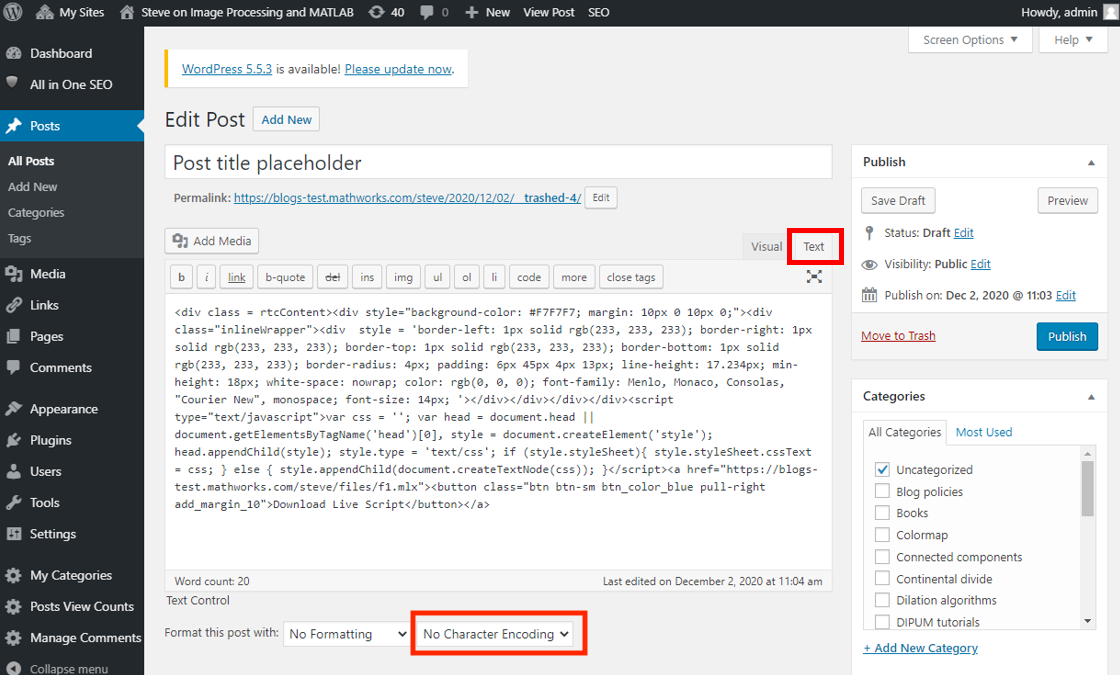 My Sites Steve on Image Processing and MATLAB 40 0 New View Post SEO Howdy, admin
Screen Options Help
Dashboard
All in One SEO
Posts
All Posts
Add New
Categories
Tags
Media
Links
Pages
Comments
Appearance
Plugins
Users
Tools
Settings
My Categories
Posts View Counts
Manage Comments
Collapse menu
WordPress 5.5.3 is available! Please update now.
Edit Post Add New
Post title placeholder
Permalink: https://blogs-test.mathworks.com/steve/2020/12/02/__trashed-4/ Edit
Add Media
Visual Text
b i link b-quote del ins img ul ol li code more close tags
<div class = rtcContent><div style="background-color: #F7F7F7; margin: 10px 0 10px 0;"><div
class="inlineWrapper"><div  style = 'border-left: 1px solid rgb(233, 233, 233); border-right: 1px
solid rgb(233, 233, 233); border-top: 1px solid rgb(233, 233, 233); border-bottom: 1px solid
rgb(233, 233, 233); border-radius: 4px; padding: 6px 45px 4px 13px; line-height: 17.234px; min-
height: 18px; white-space: nowrap; color: rgb(0, 0, 0); font-family: Menlo, Monaco, Consolas,
"Courier New", monospace; font-size: 14px; '></div></div></div></div><script
type="text/javascript">var css = ''; var head = document.head ||
document.getElementsByTagName('head')[0], style = document.createElement('style');
head.appendChild(style); style.type = 'text/css'; if (style.styleSheet){ style.styleSheet.cssText
= css; } else { style.appendChild(document.createTextNode(css)); }</script><a href="https://blogs-
test.mathworks.com/steve/files/f1.mlx"><button class="btn btn-sm btn_color_blue pull-right
add_margin_10">Download Live Script</button></a>
Word count: 20 Last edited on December 2, 2020 at 11:04 am
Text Control
Format this post with: No Formatting No Character Encoding
Publish
Save Draft Preview
Status: Draft Edit
Visibility: Public Edit
Publish on: Dec 2, 2020 @ 11:03 Edit
Move to Trash Publish
Categories
All Categories Most Used
Uncategorized
Blog policies
Books
Colormap
Connected components
Continental divide
Dilation algorithms
DIPUM tutorials
+ Add New Category